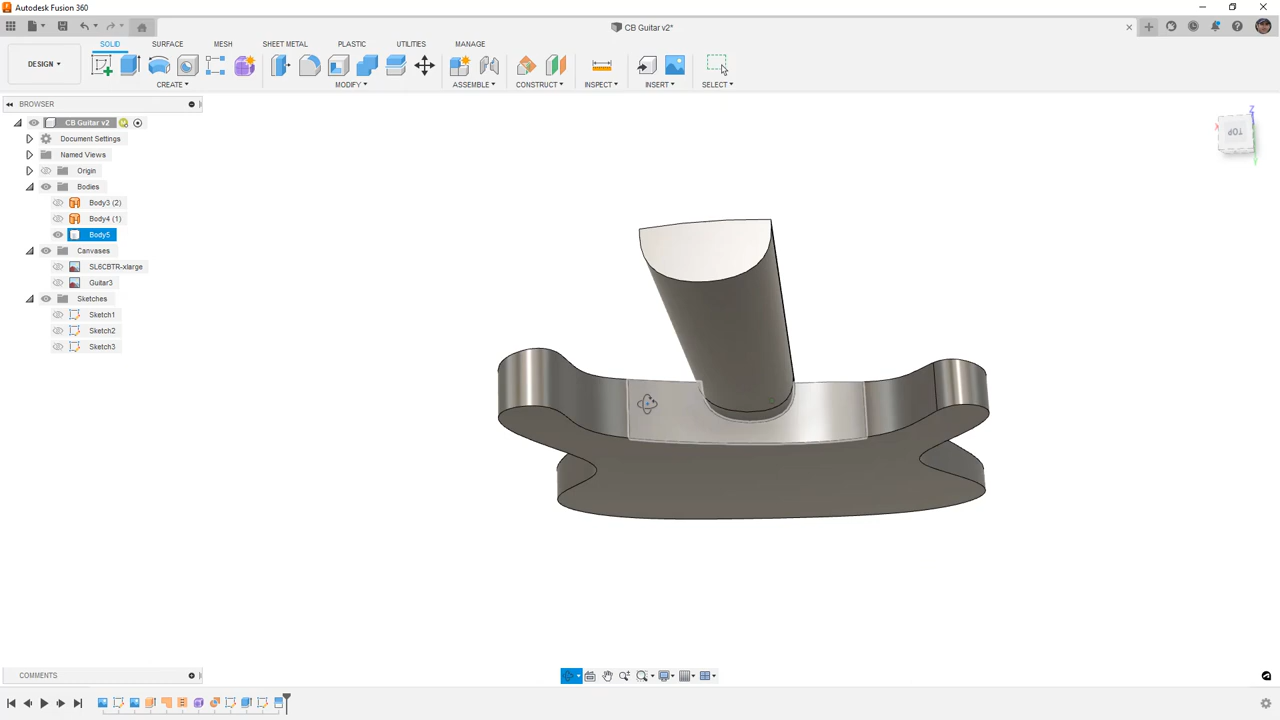 Autodesk Fusion 360
CB Guitar v2*
DESIGN
SOLID SURFACE MESH SHEET METAL PLASTIC UTILITIES MANAGE
CREATE MODIFY ASSEMBLE CONSTRUCT INSPECT INSERT SELECT
BROWSER
CB Guitar v2
Document Settings
Named Views
Origin
Bodies
Body3 (2)
Body4 (1)
Body5
Canvases
SL6CBTR-xlarge
Guitar3
Sketches
Sketch1
Sketch2
Sketch3
Z
X
TOP
Y
COMMENTS